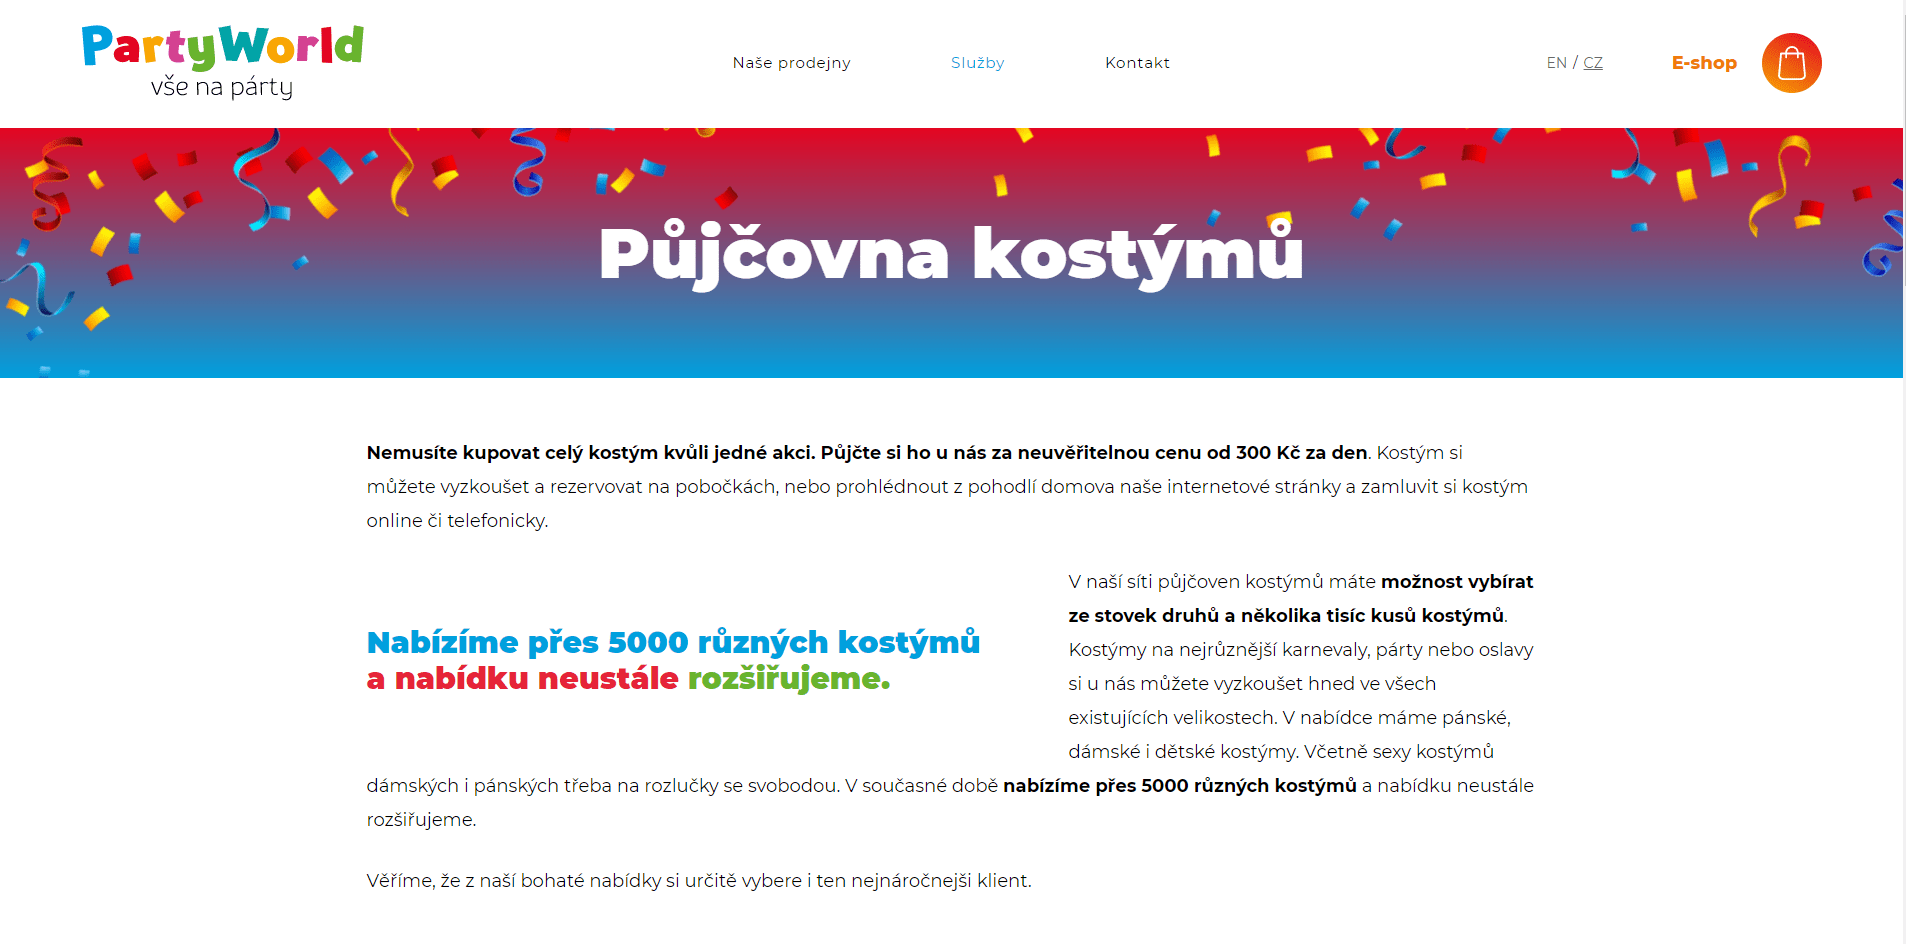 PartyWorld
vše na párty
Naše prodejny
Služby
Kontakt
EN / CZ
E-shop
Půjčovna kostýmů
Nemusíte kupovat celý kostým kvůli jedné akci. Půjčte si ho u nás za neuvěřitelnou cenu od 300 Kč za den. Kostým si
můžete vyzkoušet a rezervovat na pobočkách, nebo prohlédnout z pohodlí domova naše internetové stránky a zamluvit si kostým
online či telefonicky.
Nabízíme přes 5000 různých kostýmů
a nabídku neustále rozšiřujeme.
V naší síti půjčoven kostýmů máte možnost vybírat
ze stovek druhů a několika tisíc kusů kostýmů.
Kostýmy na nejrůznější karnevaly, párty nebo oslavy
si u nás můžete vyzkoušet hned ve všech
existujících velikostech. V nabídce máme pánské,
dámské i dětské kostýmy. Včetně sexy kostýmů
dámských i pánských třeba na rozlučky se svobodou. V současné době nabízíme přes 5000 různých kostýmů a nabídku neustále
rozšiřujeme.
Věříme, že z naší bohaté nabídky si určitě vybere i ten nejnáročnejši klient.